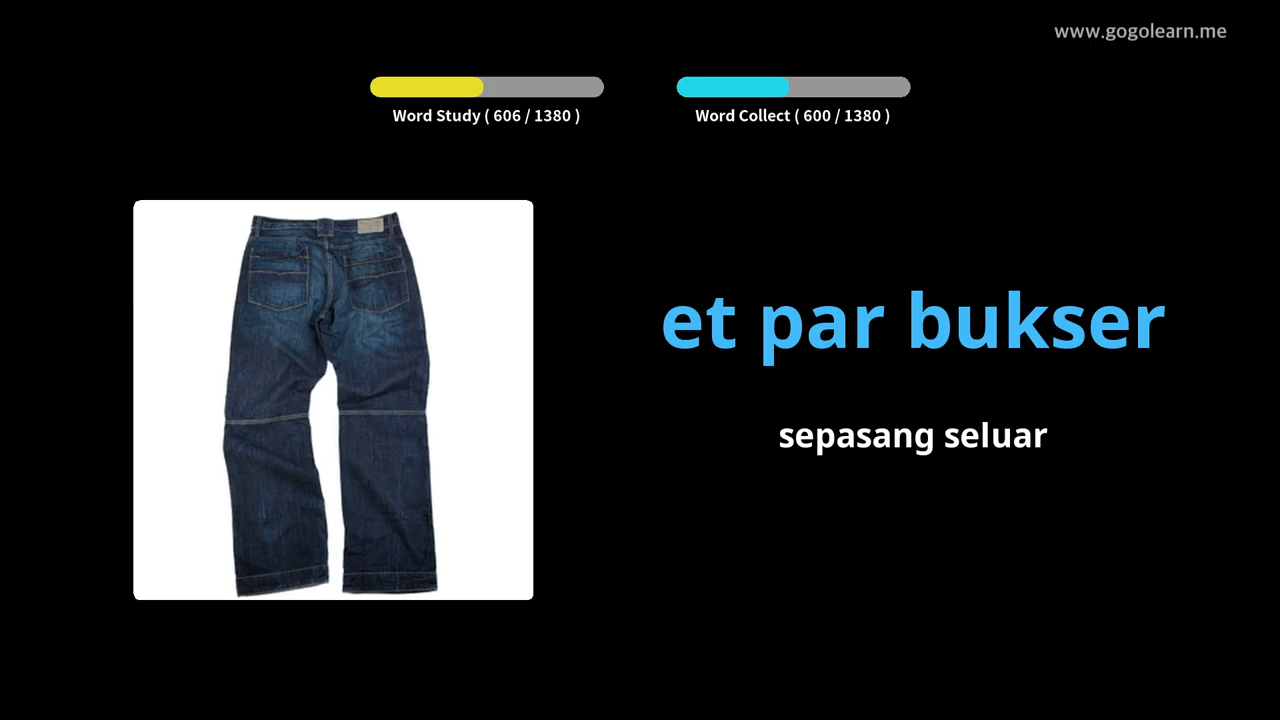 www.gogolearn.me
Word Study ( 606 / 1380 )
Word Collect ( 600 / 1380 )
et par bukser
sepasang seluar